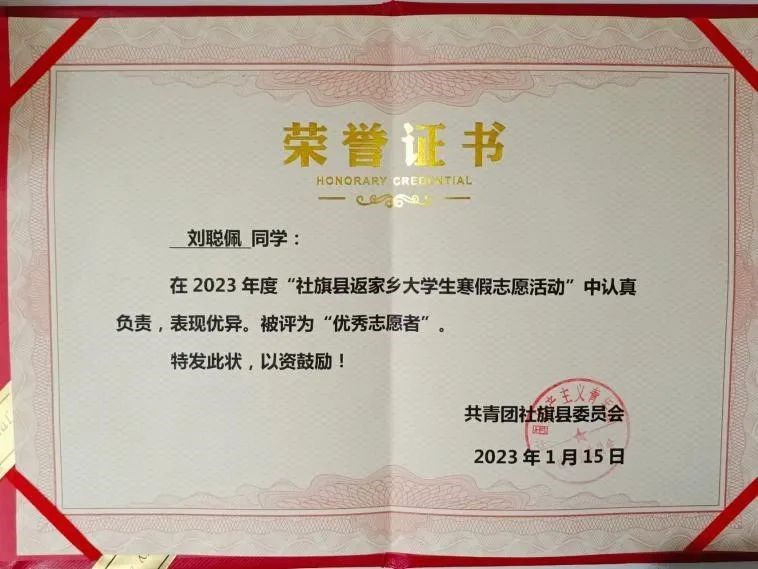 荣誉证书
HONORARY CREDENTIAL
刘聪佩 同学：
在 2023 年度“社旗县返家乡大学生寒假志愿活动”中认真
负责，表现优异。被评为“优秀志愿者”。
特发此状，以资鼓励！
共青团社旗县委员会
2023 年 1 月 15 日